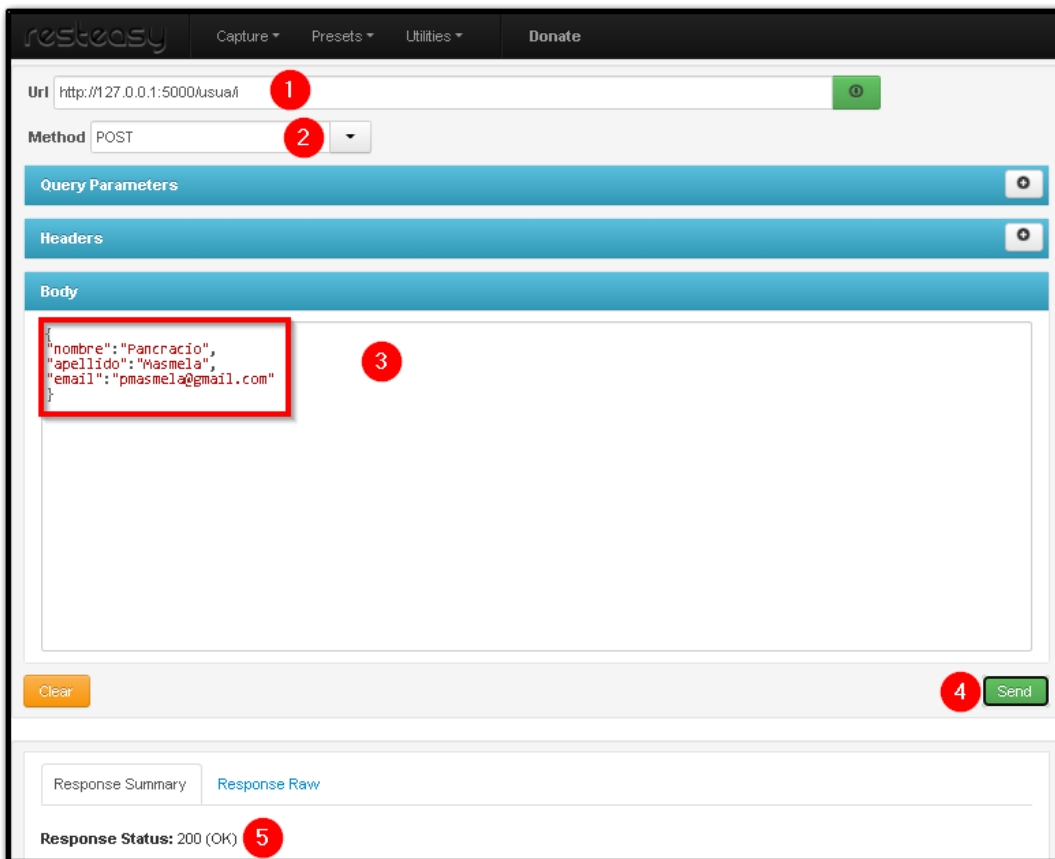 resteasy Capture Presets Utilities Donate
Url http://127.0.0.1:5000/usua/i 1
Method POST 2
Query Parameters
Headers
Body
{
"nombre":"Pancracio",
"apellido":"Masmela",
"email":"pmasmela@gmail.com"
}
3
Clear 4 Send
Response Summary Response Raw
Response Status: 200 (OK) 5